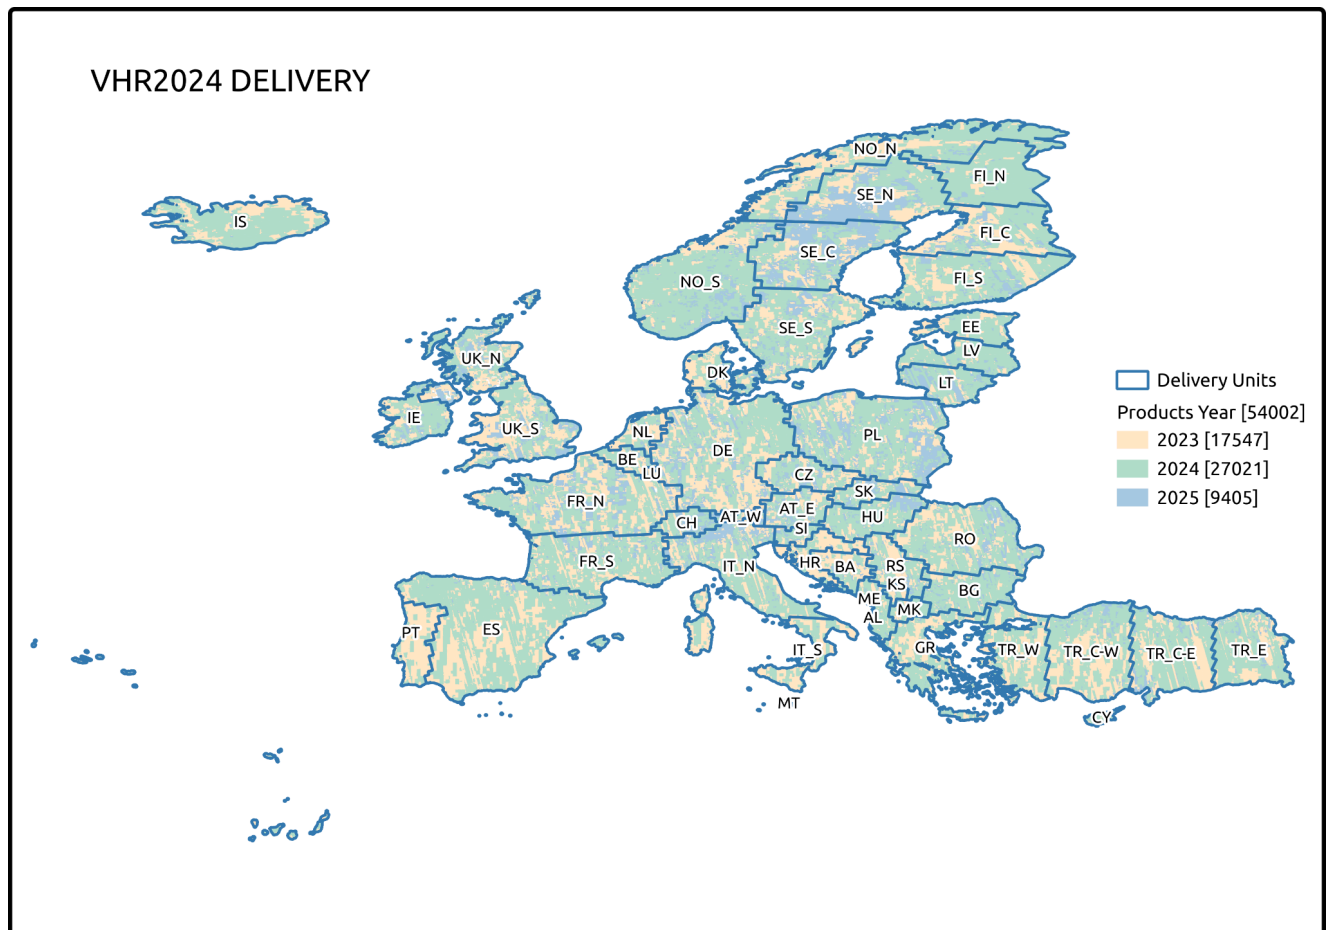 VHR2024 DELIVERY
NO_N
FI_N
SE_N
IS
FI_C
SE_C
NO_S
FI_S
SE_S
EE
LV
UK_N
DK
LT
Delivery Units
Products Year [54002]
2023 [17547]
2024 [27021]
2025 [9405]
IE
UK_S
NL
PL
DE
BE
LU
CZ
SK
FR_N
AT_E
AT_W
HU
CH
SI
RO
FR_S
HR
BA
RS
IT_N
KS
BG
ME
MK
AL
PT
ES
GR
IT_S
TR_W
TR_C-W
TR_C-E
TR_E
MT
CY